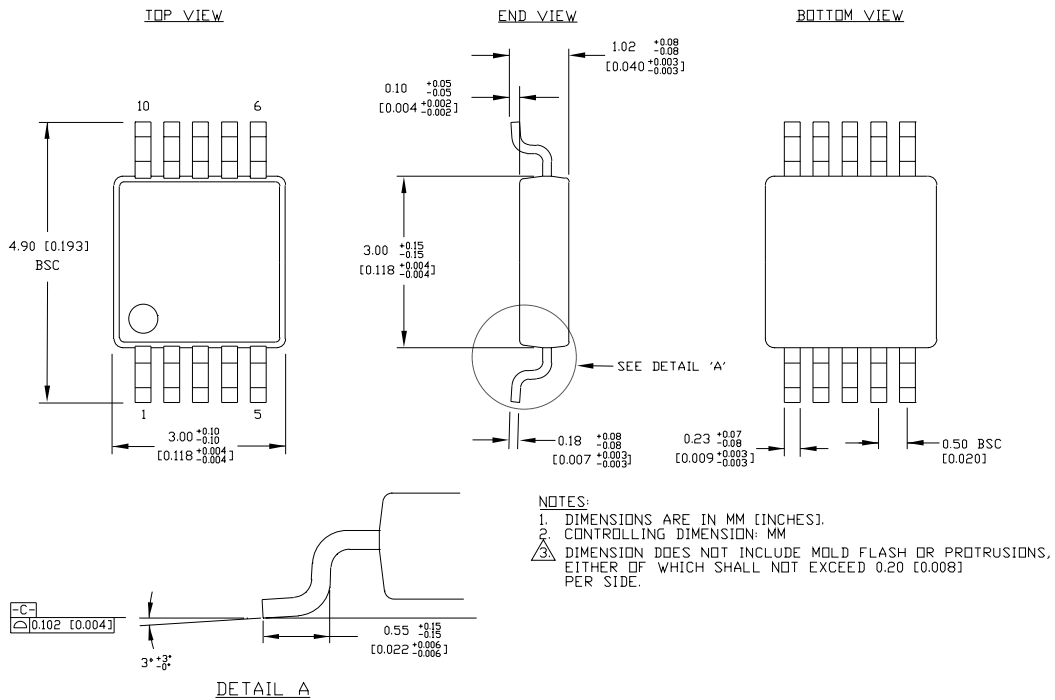 TOP VIEW
END VIEW
BOTTOM VIEW
1.02 +0.08 -0.08
[0.040 +0.003 -0.003]
0.10 +0.05 -0.05
[0.004 +0.002 -0.002]
10 6
4.90 [0.193]
BSC
3.00 +0.15 -0.15
[0.118 +0.004 -0.004]
SEE DETAIL 'A'
1 5
3.00 +0.10 -0.10
[0.118 +0.004 -0.004]
0.18 +0.08 -0.08
[0.007 +0.003 -0.003]
0.23 +0.07 -0.08
[0.009 +0.003 -0.003]
0.50 BSC
[0.020]
NOTES:
1. DIMENSIONS ARE IN MM [INCHES].
2. CONTROLLING DIMENSION: MM
3. DIMENSION DOES NOT INCLUDE MOLD FLASH OR PROTRUSIONS,
EITHER OF WHICH SHALL NOT EXCEED 0.20 [0.008]
PER SIDE.
-C-
0.102 [0.004]
3° +3° -0°
0.55 +0.15 -0.15
[0.022 +0.006 -0.006]
DETAIL A